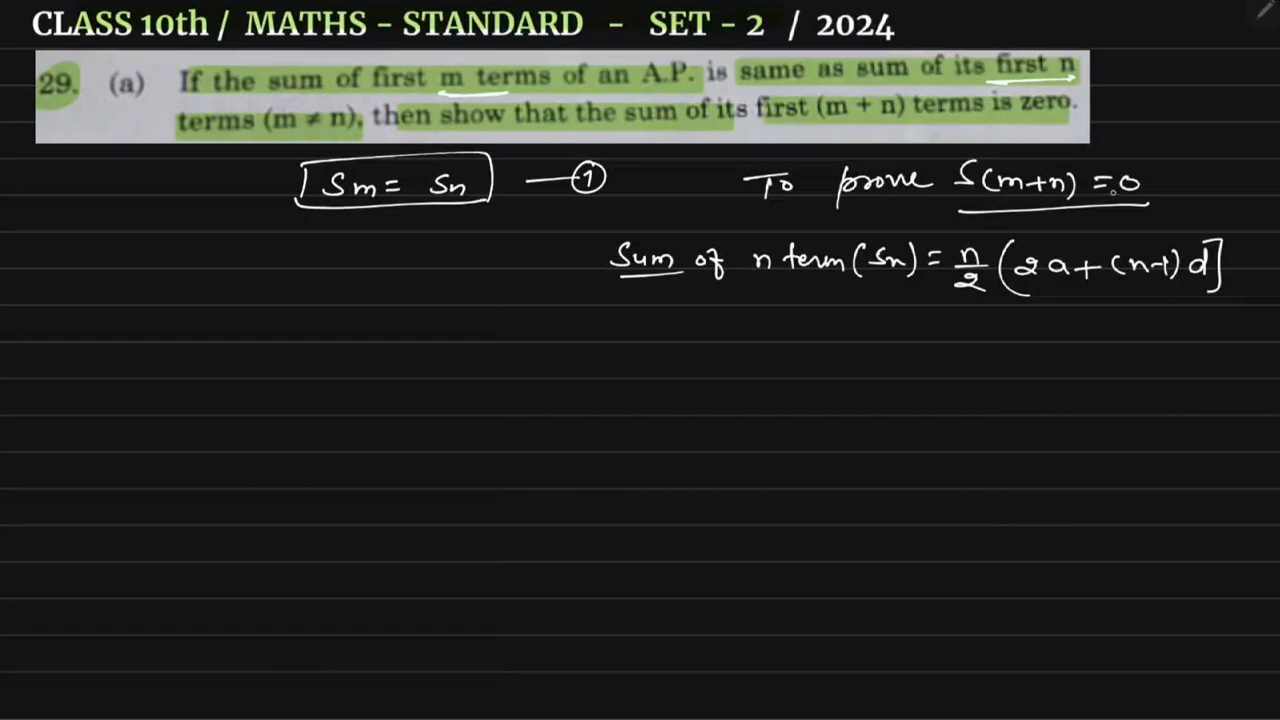 CLASS 10th / MATHS - STANDARD - SET - 2 / 2024
29. (a) If the sum of first m terms of an A.P. is same as sum of its first n
terms (m ≠ n), then show that the sum of its first (m + n) terms is zero.
Sm = Sn —① To prove S(m+n) = 0
Sum of n term (Sn) = n/2 (2a + (n-1) d]